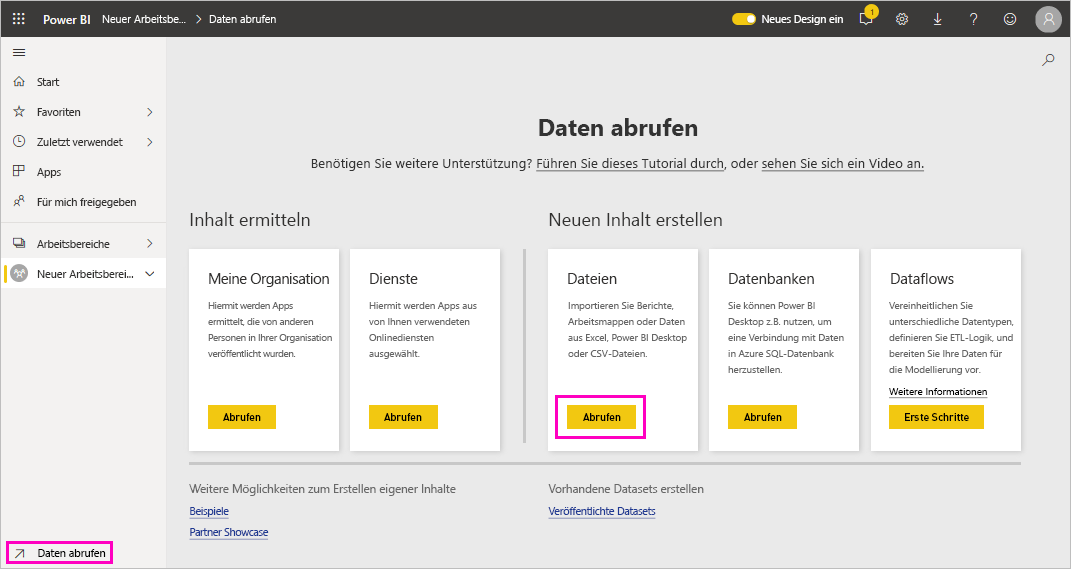 Power BI Neuer Arbeitsbe... > Daten abrufen
Neues Design ein
1
Start
Favoriten
Zuletzt verwendet
Apps
Für mich freigegeben
Arbeitsbereiche
Neuer Arbeitsberei...
Daten abrufen
Daten abrufen
Benötigen Sie weitere Unterstützung? Führen Sie dieses Tutorial durch, oder sehen Sie sich ein Video an.
Inhalt ermitteln
Meine Organisation
Hiermit werden Apps
ermittelt, die von anderen
Personen in Ihrer Organisation
veröffentlicht wurden.
Abrufen
Dienste
Hiermit werden Apps aus
von Ihnen verwendeten
Onlinediensten
ausgewählt.
Abrufen
Neuen Inhalt erstellen
Dateien
Importieren Sie Berichte,
Arbeitsmappen oder Daten
aus Excel, Power BI Desktop
oder CSV-Dateien.
Abrufen
Datenbanken
Sie können Power BI
Desktop z.B. nutzen, um
eine Verbindung mit Daten
in Azure SQL-Datenbank
herzustellen.
Abrufen
Dataflows
Vereinheitlichen Sie
unterschiedliche Datentypen,
definieren Sie ETL-Logik, und
bereiten Sie Ihre Daten für
die Modellierung vor.
Weitere Informationen
Erste Schritte
Weitere Möglichkeiten zum Erstellen eigener Inhalte
Beispiele
Partner Showcase
Vorhandene Datasets erstellen
Veröffentlichte Datasets